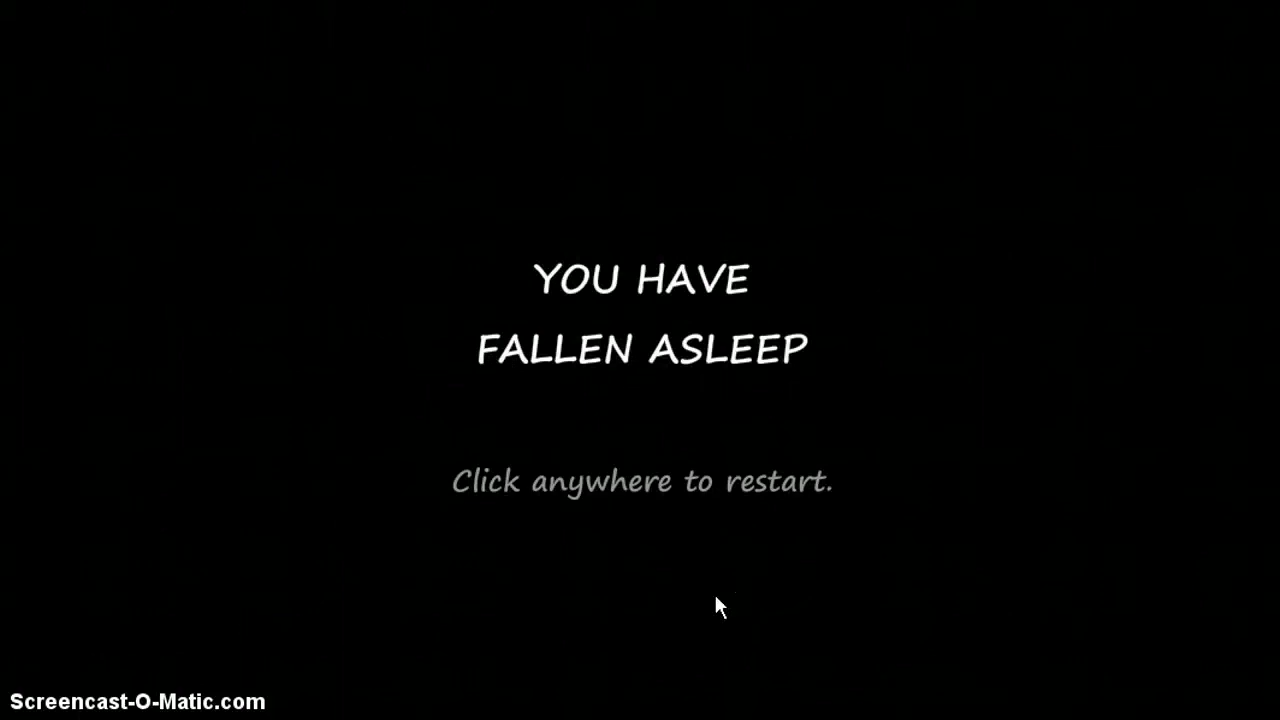 YOU HAVE
FALLEN ASLEEP
Click anywhere to restart.
Screencast-O-Matic.com